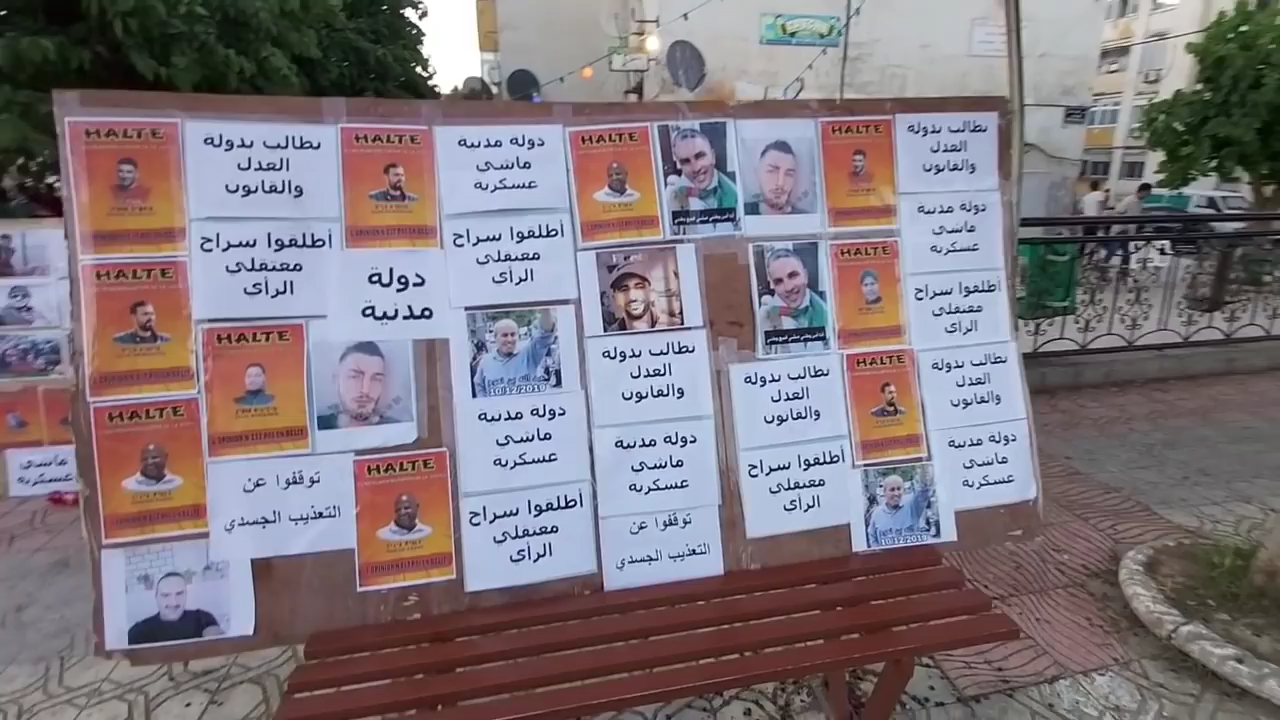 HALTE
نطالب بدولة
العدل
والقانون
HALTE
دولة مدنية
ماشي
عسكرية
HALTE
HALTE
نطالب بدولة
العدل
والقانون
أطلقوا سراح
معتقلي
الرأي
أطلقوا سراح
معتقلي
الرأي
دولة مدنية
ماشي
عسكرية
HALTE
دولة
مدنية
HALTE
أطلقوا سراح
معتقلي
الرأي
HALTE
10/12/2019
نطالب بدولة
العدل
والقانون
نطالب بدولة
العدل
والقانون
HALTE
نطالب بدولة
العدل
والقانون
HALTE
دولة مدنية
ماشي
عسكرية
دولة مدنية
ماشي
عسكرية
أطلقوا سراح
معتقلي
الرأي
دولة مدنية
ماشي
عسكرية
توقفوا عن
التعذيب الجسدي
HALTE
أطلقوا سراح
معتقلي
الرأي
توقفوا عن
التعذيب الجسدي
10/12/2019
ماشي
عسكرية